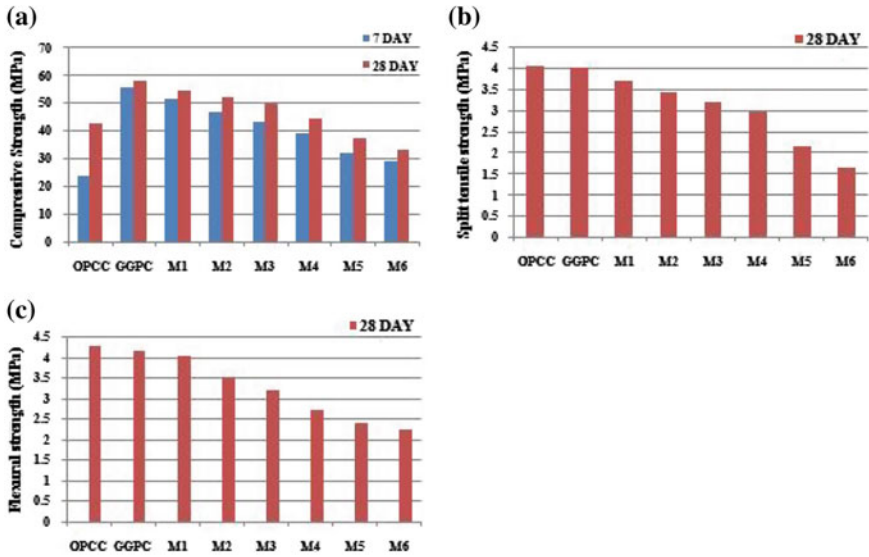 (a)
7 DAY
28 DAY
Compressive Strength (MPa)
70
60
50
40
30
20
10
0
OPCC GGPC M1 M2 M3 M4 M5 M6
(b)
28 DAY
Split tensile strength (MPa)
4.5
4
3.5
3
2.5
2
1.5
1
0.5
0
OPCC GGPC M1 M2 M3 M4 M5 M6
(c)
28 DAY
Flexural strength (MPa)
4.5
4
3.5
3
2.5
2
1.5
1
0.5
0
OPCC GGPC M1 M2 M3 M4 M5 M6